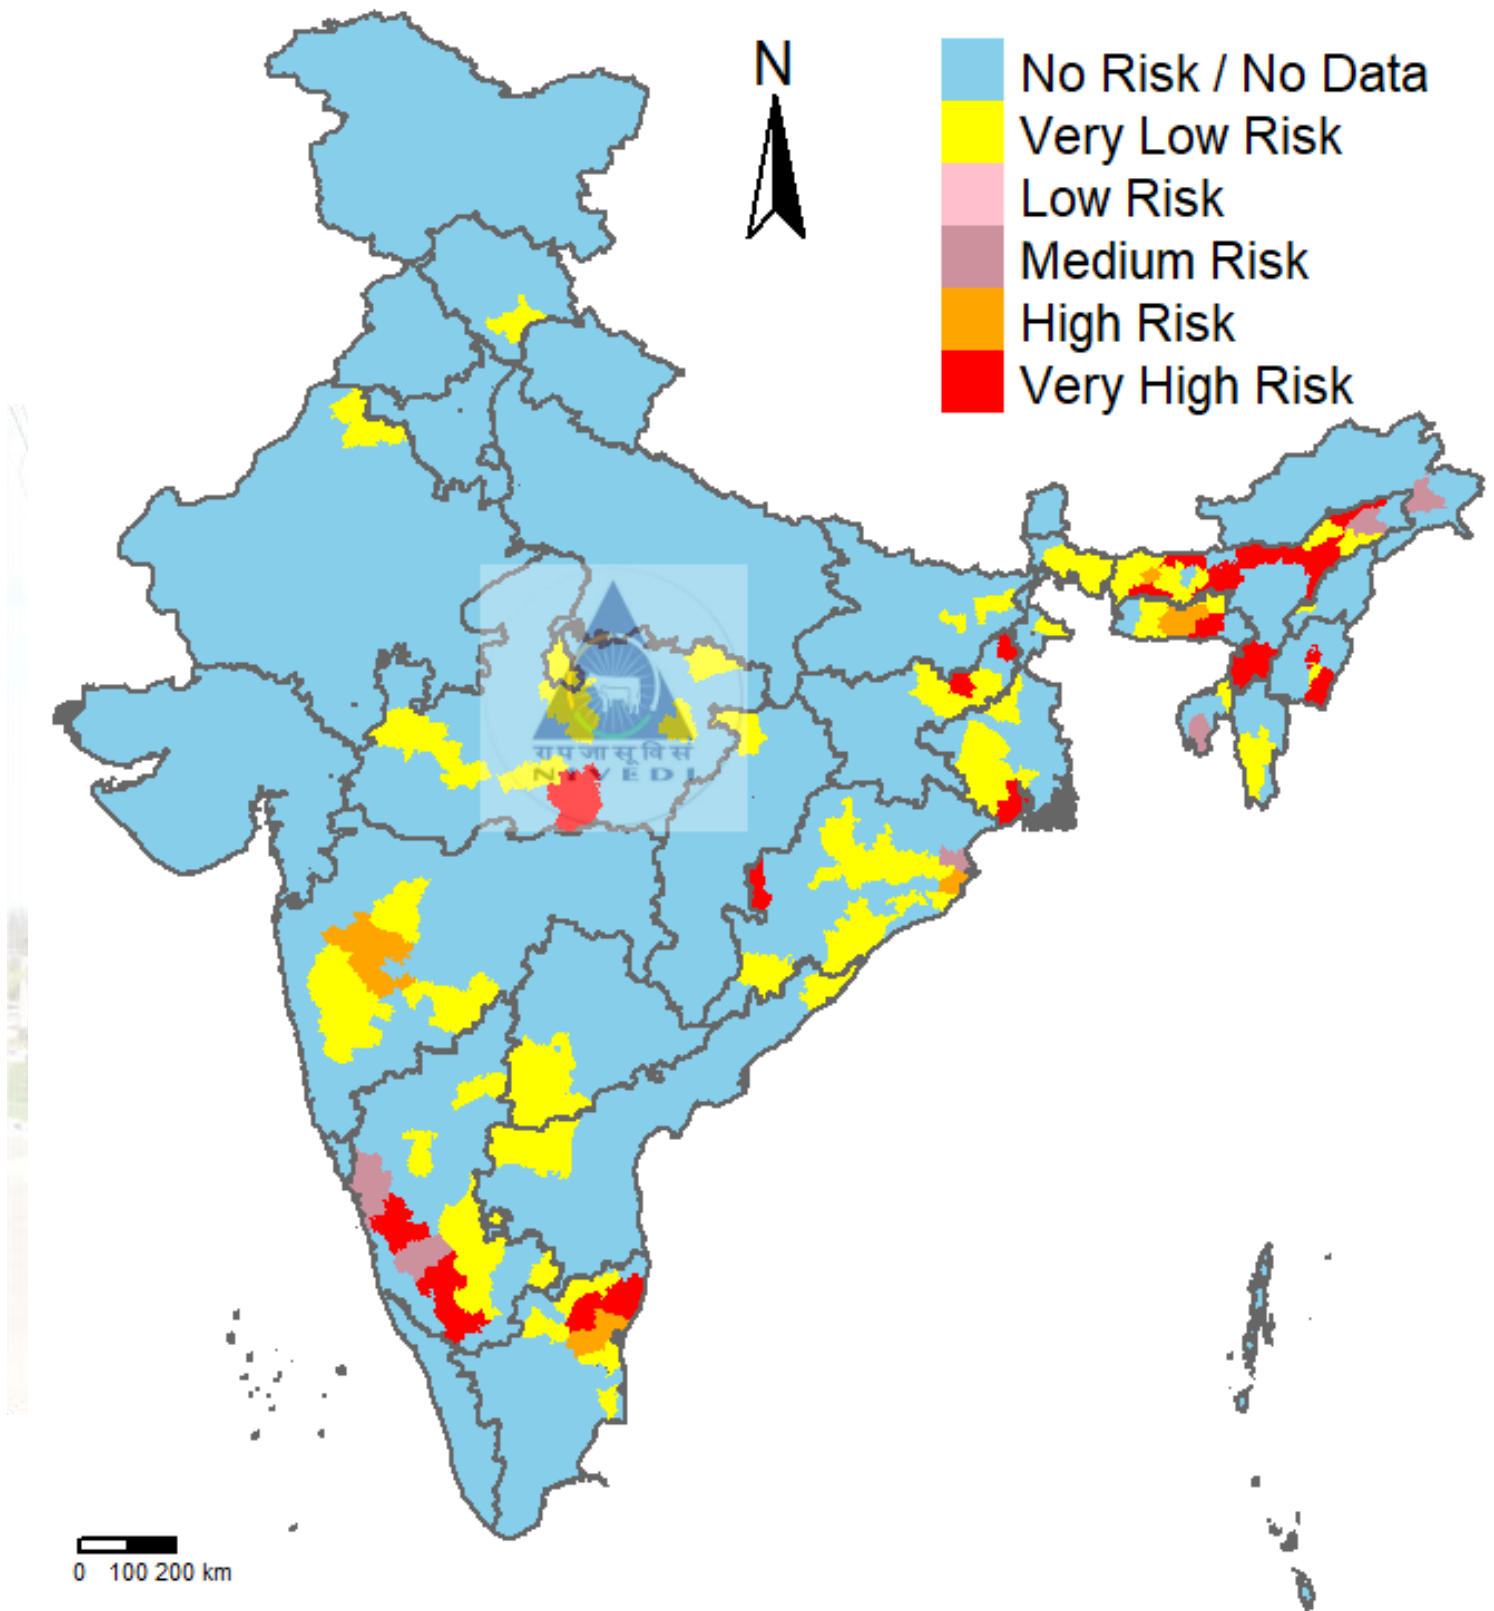 N
No Risk / No Data
Very Low Risk
Low Risk
Medium Risk
High Risk
Very High Risk
रा प जा सू वि सं
NIVEDI
0 100 200 km